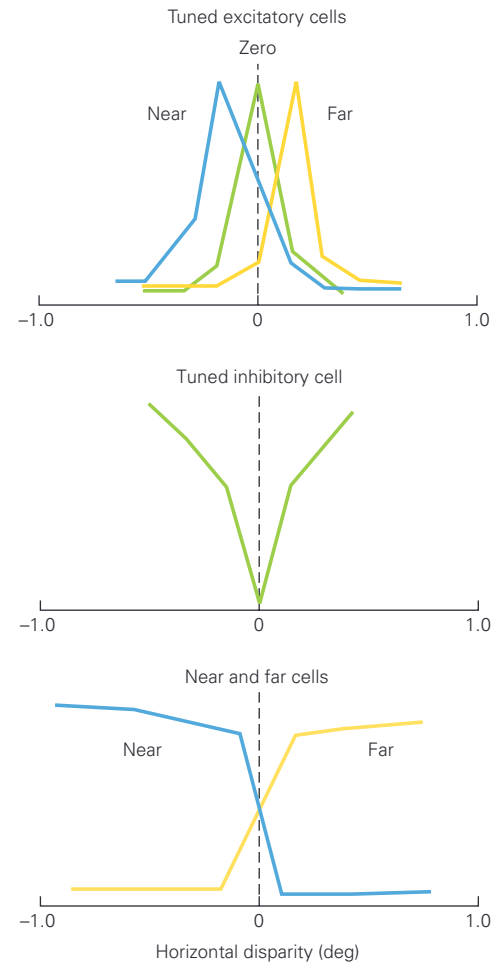 Tuned excitatory cells
Zero
Near
Far
–1.0 0 1.0
Tuned inhibitory cell
–1.0 0 1.0
Near and far cells
Near
Far
–1.0 0 1.0
Horizontal disparity (deg)